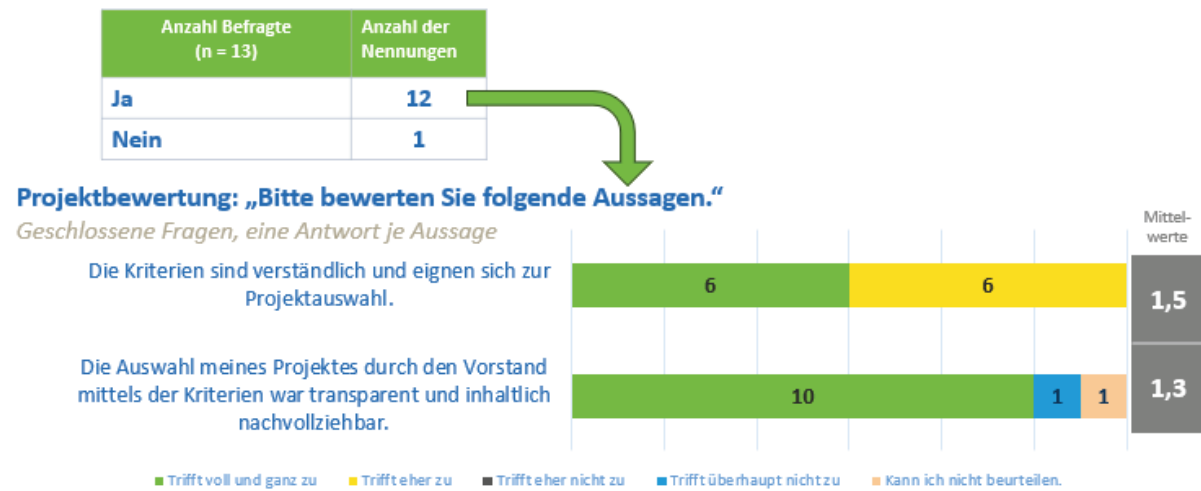 Anzahl Befragte
(n = 13)
Anzahl der
Nennungen
Ja
12
Nein
1
Projektbewertung: „Bitte bewerten Sie folgende Aussagen.“
Geschlossene Fragen, eine Antwort je Aussage
Mittel-
werte
Die Kriterien sind verständlich und eignen sich zur
Projektauswahl.
6
6
1,5
Die Auswahl meines Projektes durch den Vorstand
mittels der Kriterien war transparent und inhaltlich
nachvollziehbar.
10
1
1
1,3
Trifft voll und ganz zu
Trifft eher zu
Trifft eher nicht zu
Trifft überhaupt nicht zu
Kann ich nicht beurteilen.